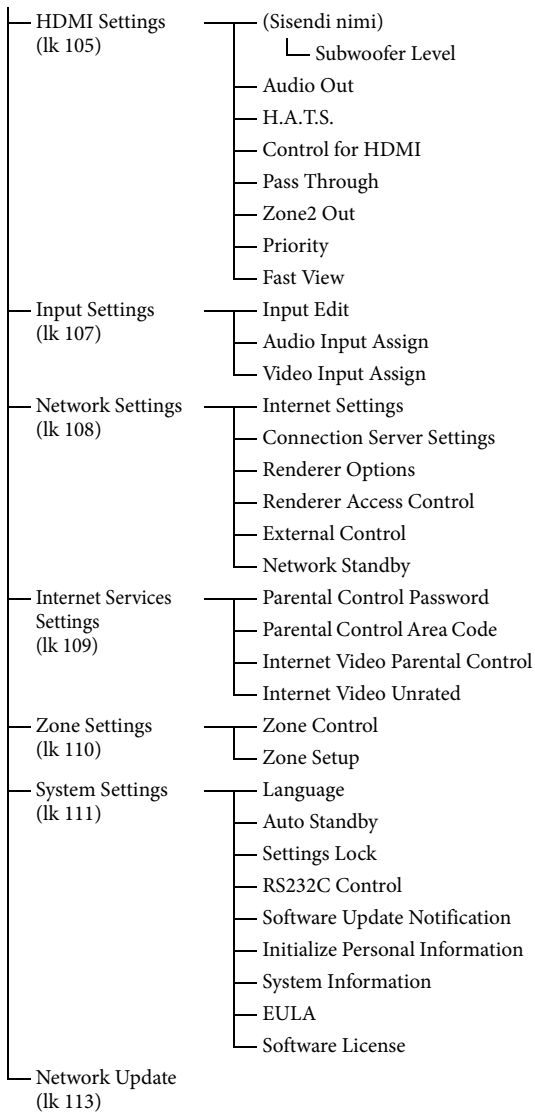 HDMI Settings
(lk 105)
(Sisendi nimi)
Subwoofer Level
Audio Out
H.A.T.S.
Control for HDMI
Pass Through
Zone2 Out
Priority
Fast View
Input Settings
(lk 107)
Input Edit
Audio Input Assign
Video Input Assign
Network Settings
(lk 108)
Internet Settings
Connection Server Settings
Renderer Options
Renderer Access Control
External Control
Network Standby
Internet Services
Settings
(lk 109)
Parental Control Password
Parental Control Area Code
Internet Video Parental Control
Internet Video Unrated
Zone Settings
(lk 110)
Zone Control
Zone Setup
System Settings
(lk 111)
Language
Auto Standby
Settings Lock
RS232C Control
Software Update Notification
Initialize Personal Information
System Information
EULA
Software License
Network Update
(lk 113)